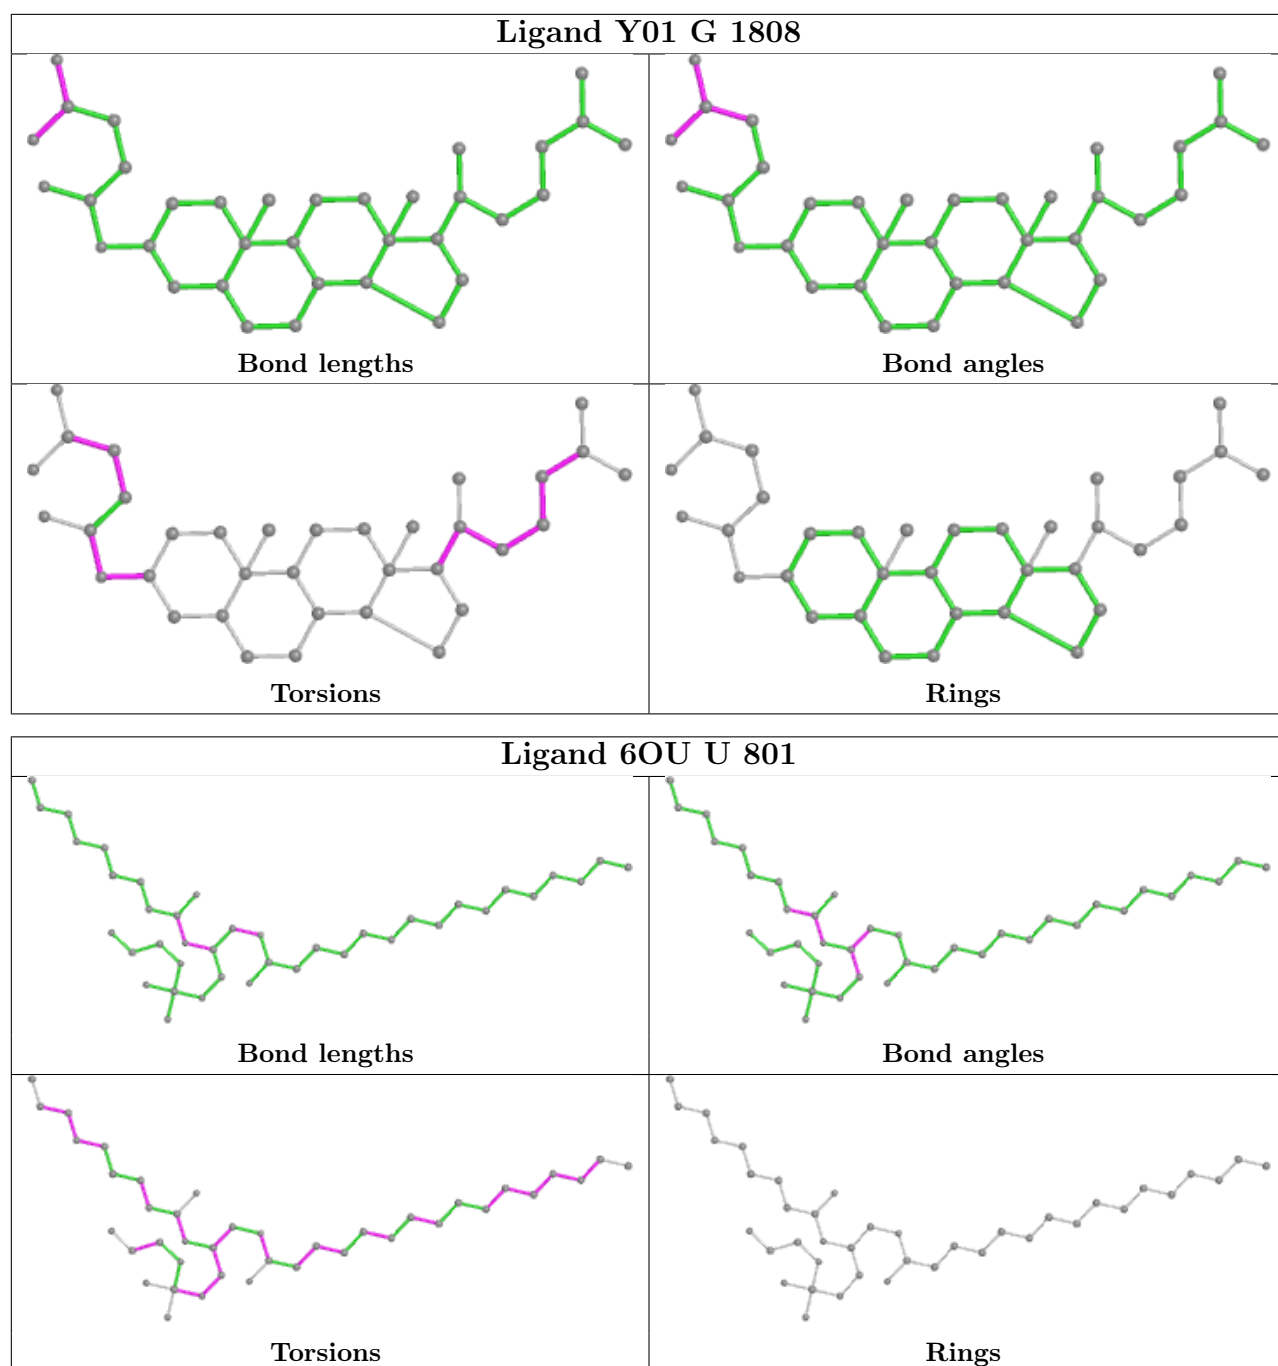 Ligand Y01 G 1808
Bond lengths
Bond angles
Torsions
Rings
Ligand 6OU U 801
Bond lengths
Bond angles
Torsions
Rings